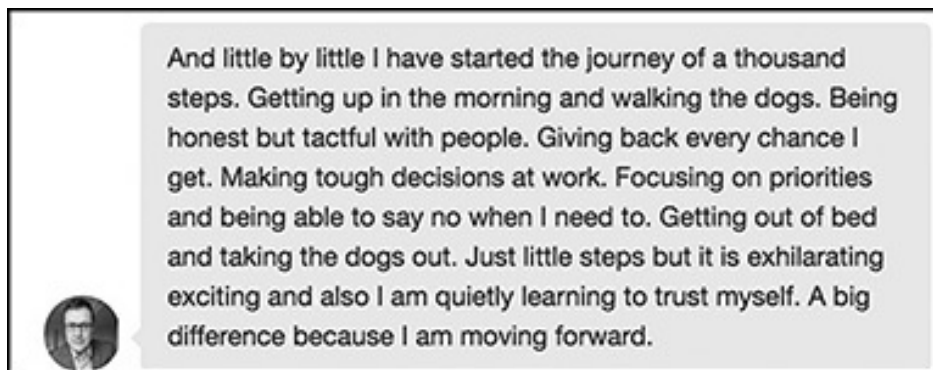 And little by little I have started the journey of a thousand
steps. Getting up in the morning and walking the dogs. Being
honest but tactful with people. Giving back every chance I
get. Making tough decisions at work. Focusing on priorities
and being able to say no when I need to. Getting out of bed
and taking the dogs out. Just little steps but it is exhilarating
exciting and also I am quietly learning to trust myself. A big
difference because I am moving forward.